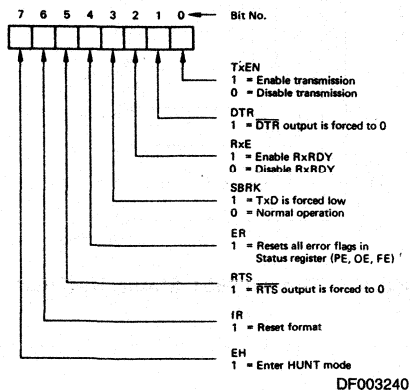 7 6 5 4 3 2 1 0 Bit No.
TxEN
1 = Enable transmission
0 = Disable transmission
DTR
1 = DTR output is forced to 0
RxE
1 = Enable RxRDY
0 = Disable RxRDY
SBRK
1 = TxD is forced low
0 = Normal operation
ER
1 = Resets all error flags in
Status register (PE, OE, FE)
RTS
1 = RTS output is forced to 0
IR
1 = Reset format
EH
1 = Enter HUNT mode
DF003240